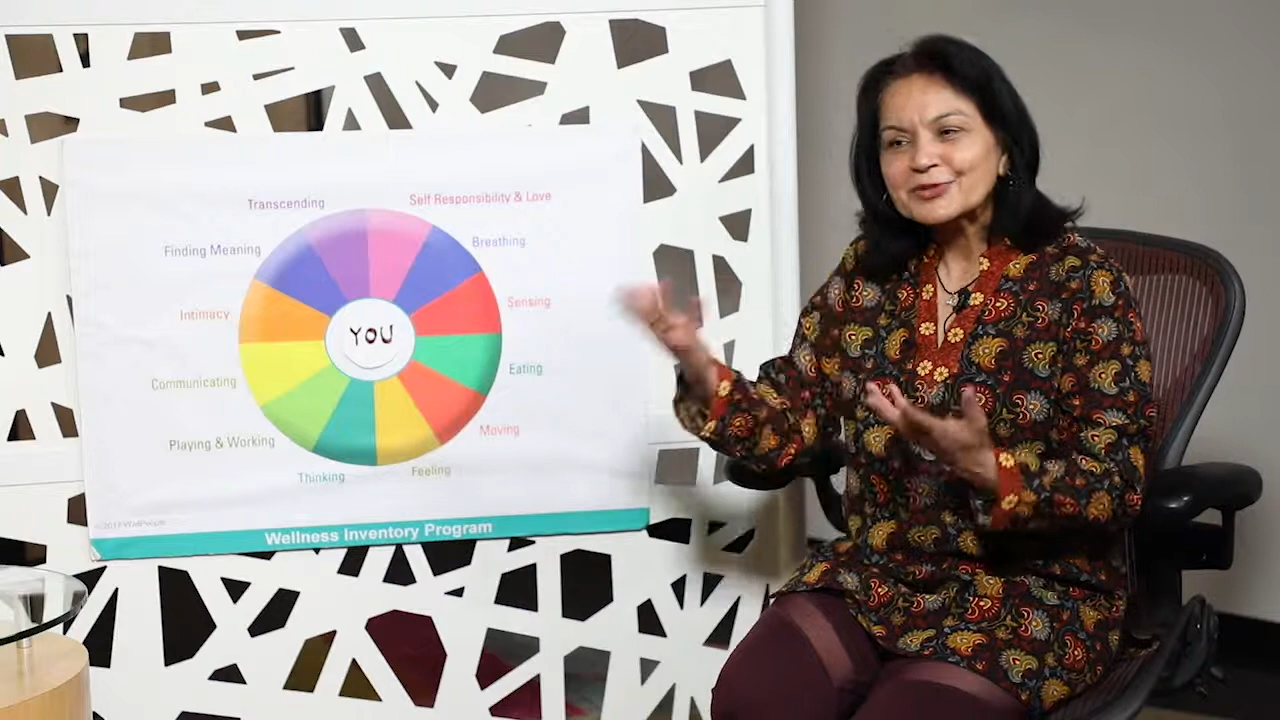 Transcending
Self Responsibility & Love
Finding Meaning
Breathing
Intimacy
Sensing
YOU
Communicating
Eating
Playing & Working
Moving
Thinking
Feeling
Wellness Inventory Program